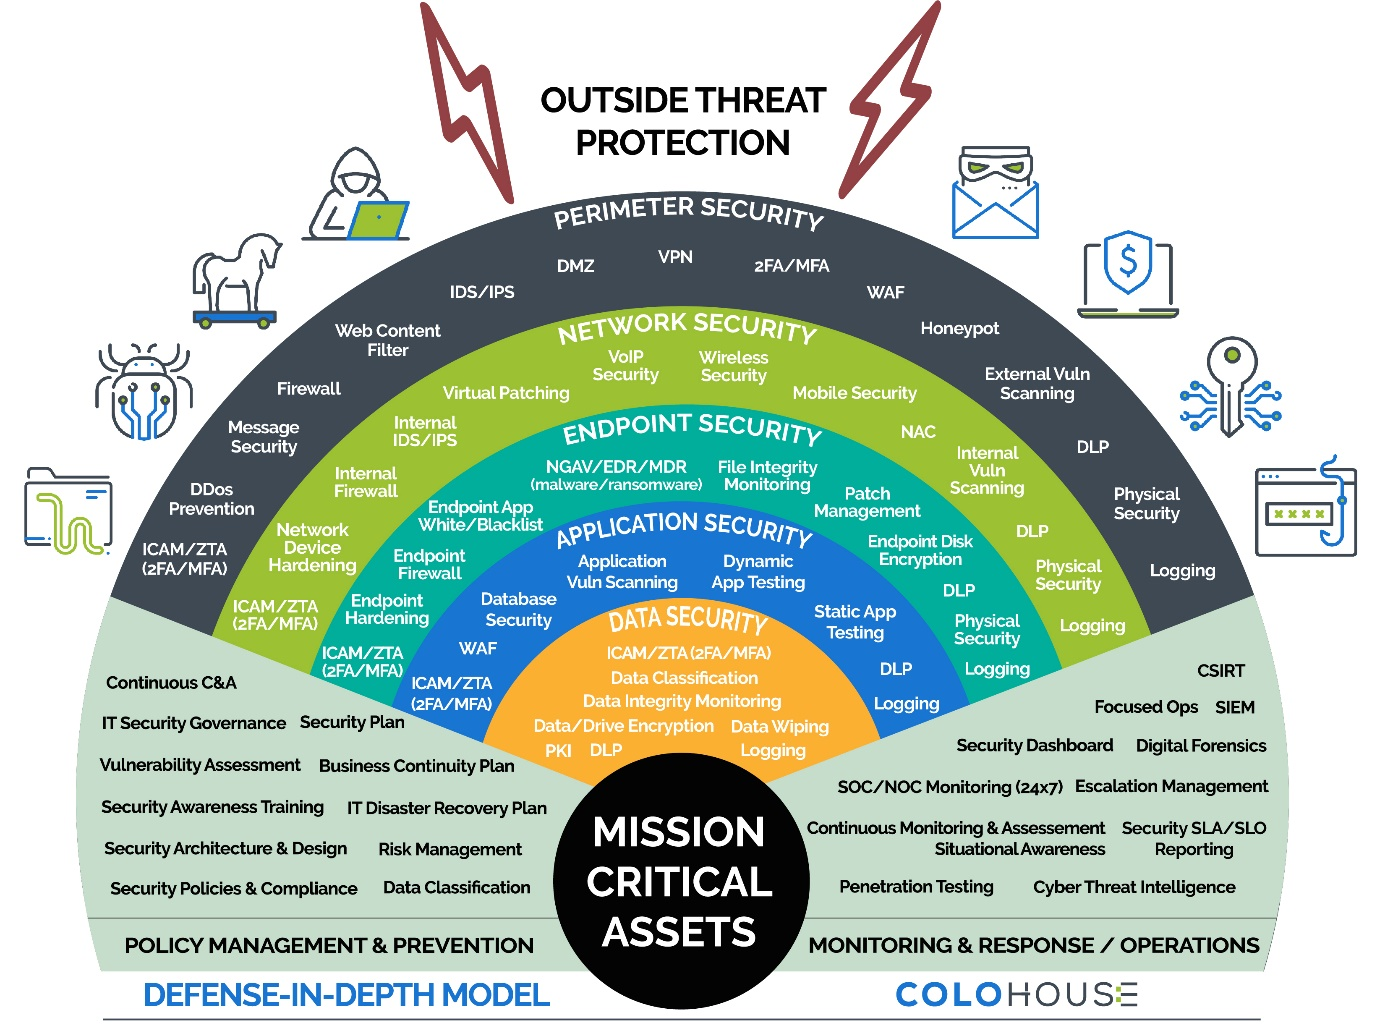 OUTSIDE THREAT
PROTECTION
PERIMETER SECURITY
ICAM/ZTA
(2FA/MFA)
DDos
Prevention
Message
Security
Firewall
Web Content
Filter
IDS/IPS
DMZ
VPN
2FA/MFA
WAF
Honeypot
External Vuln
Scanning
DLP
Physical
Security
Logging
NETWORK SECURITY
ICAM/ZTA
(2FA/MFA)
Network
Device
Hardening
Internal
Firewall
Internal
IDS/IPS
Virtual Patching
VoIP
Security
Wireless
Security
Mobile Security
NAC
Internal
Vuln
Scanning
DLP
Physical
Security
Logging
ENDPOINT SECURITY
ICAM/ZTA
(2FA/MFA)
Endpoint
Hardening
Endpoint
Firewall
Endpoint App
White/Blacklist
NGAV/EDR/MDR
(malware/ransomware)
File Integrity
Monitoring
Patch
Management
Endpoint Disk
Encryption
DLP
Physical
Security
Logging
APPLICATION SECURITY
ICAM/ZTA
(2FA/MFA)
WAF
Database
Security
Application
Vuln Scanning
Dynamic
App Testing
Static App
Testing
DLP
Logging
DATA SECURITY
ICAM/ZTA (2FA/MFA)
Data Classification
Data Integrity Monitoring
Data/Drive Encryption Data Wiping
PKI DLP Logging
MISSION
CRITICAL
ASSETS
Continuous C&A
IT Security Governance Security Plan
Vulnerability Assessment Business Continuity Plan
Security Awareness Training IT Disaster Recovery Plan
Security Architecture & Design Risk Management
Security Policies & Compliance Data Classification
POLICY MANAGEMENT & PREVENTION
CSIRT
Focused Ops SIEM
Security Dashboard Digital Forensics
SOC/NOC Monitoring (24x7) Escalation Management
Continuous Monitoring & Assessement
Situational Awareness
Security SLA/SLO
Reporting
Penetration Testing Cyber Threat Intelligence
MONITORING & RESPONSE / OPERATIONS
DEFENSE-IN-DEPTH MODEL
COLOHOUSE